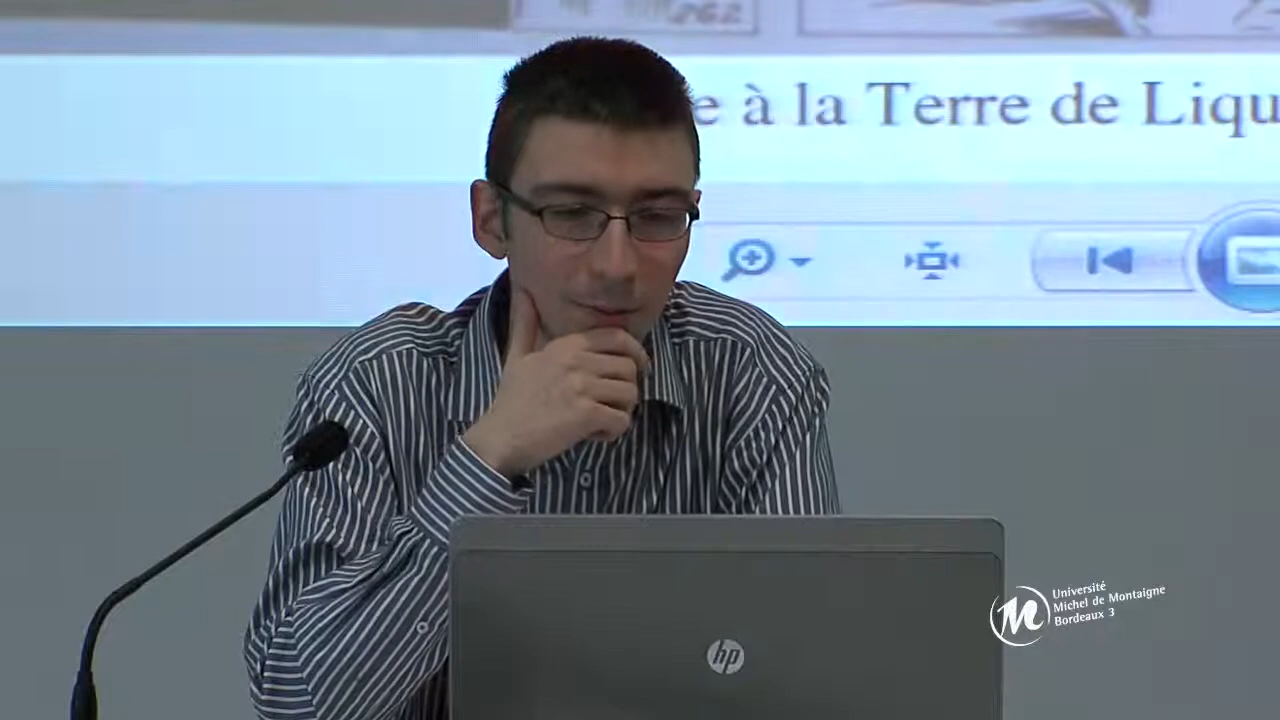 262
e à la Terre de Liqu
hp
Université
Michel de Montaigne
Bordeaux 3